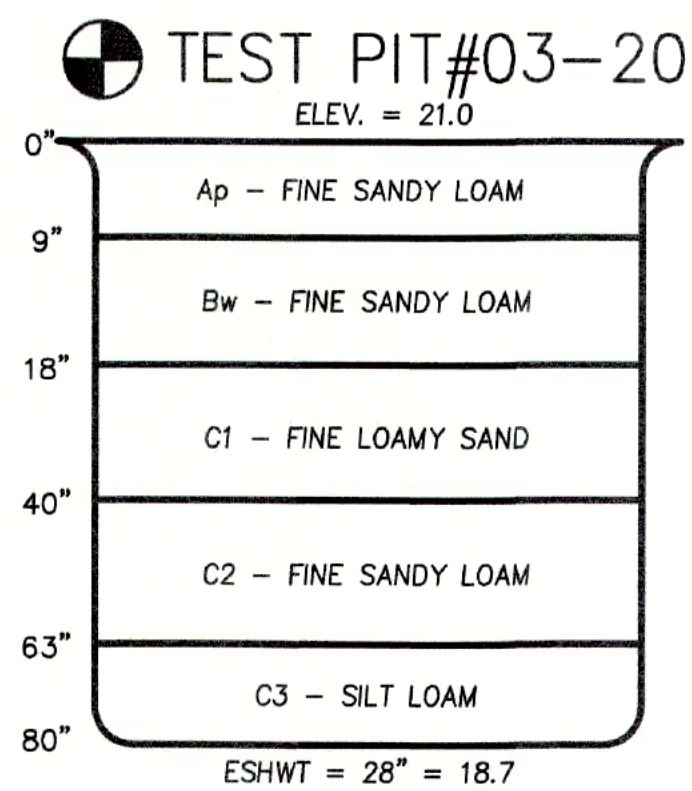 TEST PIT#03-20
ELEV. = 21.0
0"
Ap - FINE SANDY LOAM
9"
Bw - FINE SANDY LOAM
18"
C1 - FINE LOAMY SAND
40"
C2 - FINE SANDY LOAM
63"
C3 - SILT LOAM
80"
ESHWT = 28" = 18.7